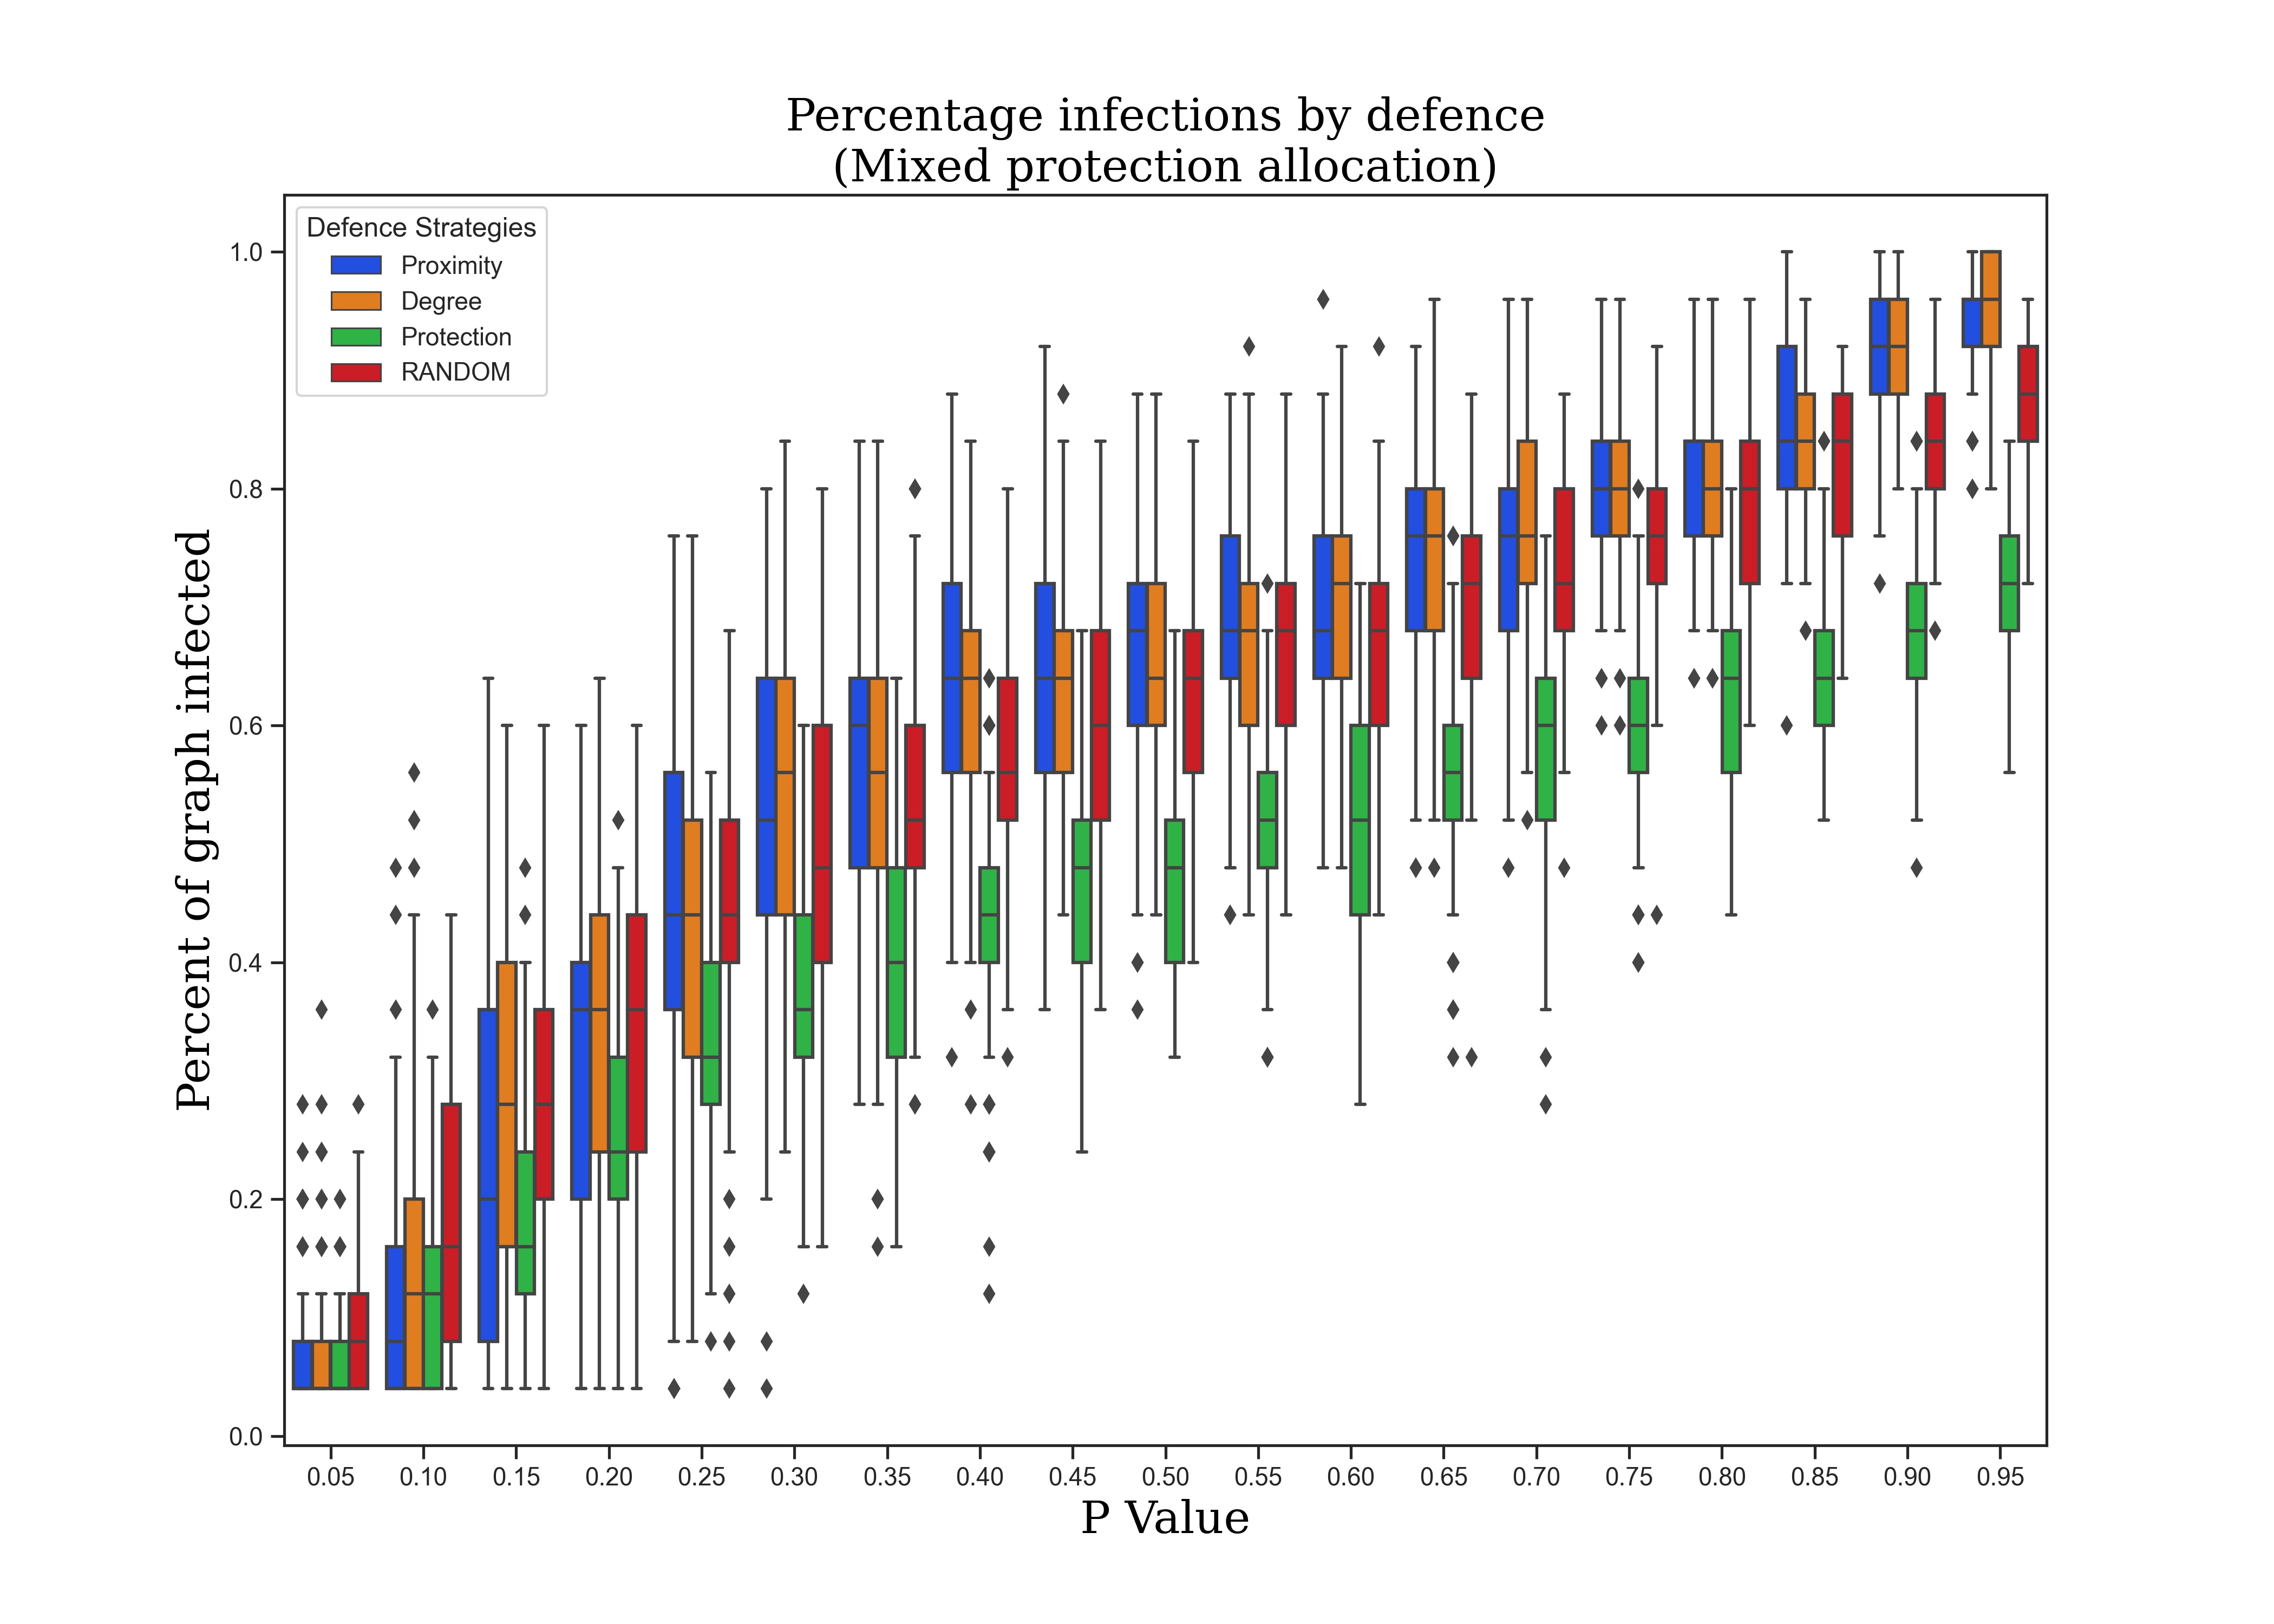 Percentage infections by defence
(Mixed protection allocation)
Defence Strategies
Proximity
Degree
Protection
RANDOM
Percent of graph infected
1.0
0.8
0.6
0.4
0.2
0.0
0.05 0.10 0.15 0.20 0.25 0.30 0.35 0.40 0.45 0.50 0.55 0.60 0.65 0.70 0.75 0.80 0.85 0.90 0.95
P Value